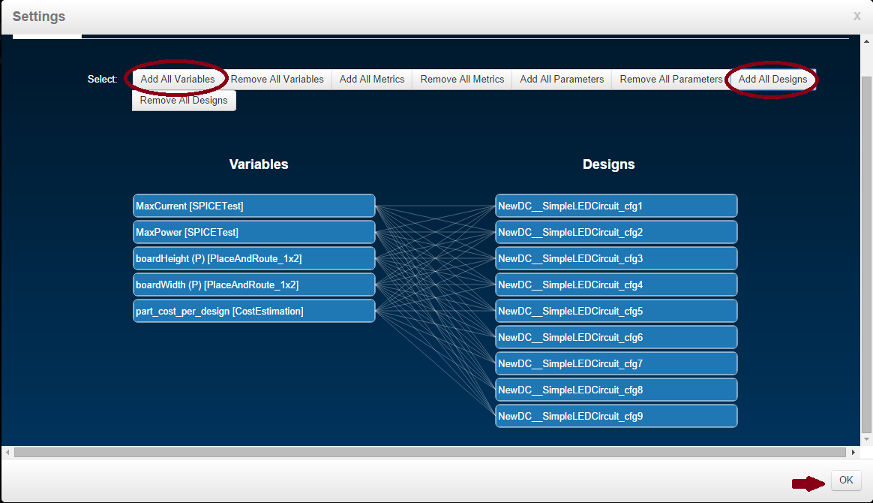 Settings
X
Select: Add All Variables Remove All Variables Add All Metrics Remove All Metrics Add All Parameters Remove All Parameters Add All Designs
Remove All Designs
Variables Designs
MaxCurrent [SPICETest] NewDC__SimpleLEDCircuit_cfg1
MaxPower [SPICETest] NewDC__SimpleLEDCircuit_cfg2
boardHeight (P) [PlaceAndRoute_1x2] NewDC__SimpleLEDCircuit_cfg3
boardWidth (P) [PlaceAndRoute_1x2] NewDC__SimpleLEDCircuit_cfg4
part_cost_per_design [CostEstimation] NewDC__SimpleLEDCircuit_cfg5
NewDC__SimpleLEDCircuit_cfg6
NewDC__SimpleLEDCircuit_cfg7
NewDC__SimpleLEDCircuit_cfg8
NewDC__SimpleLEDCircuit_cfg9
OK